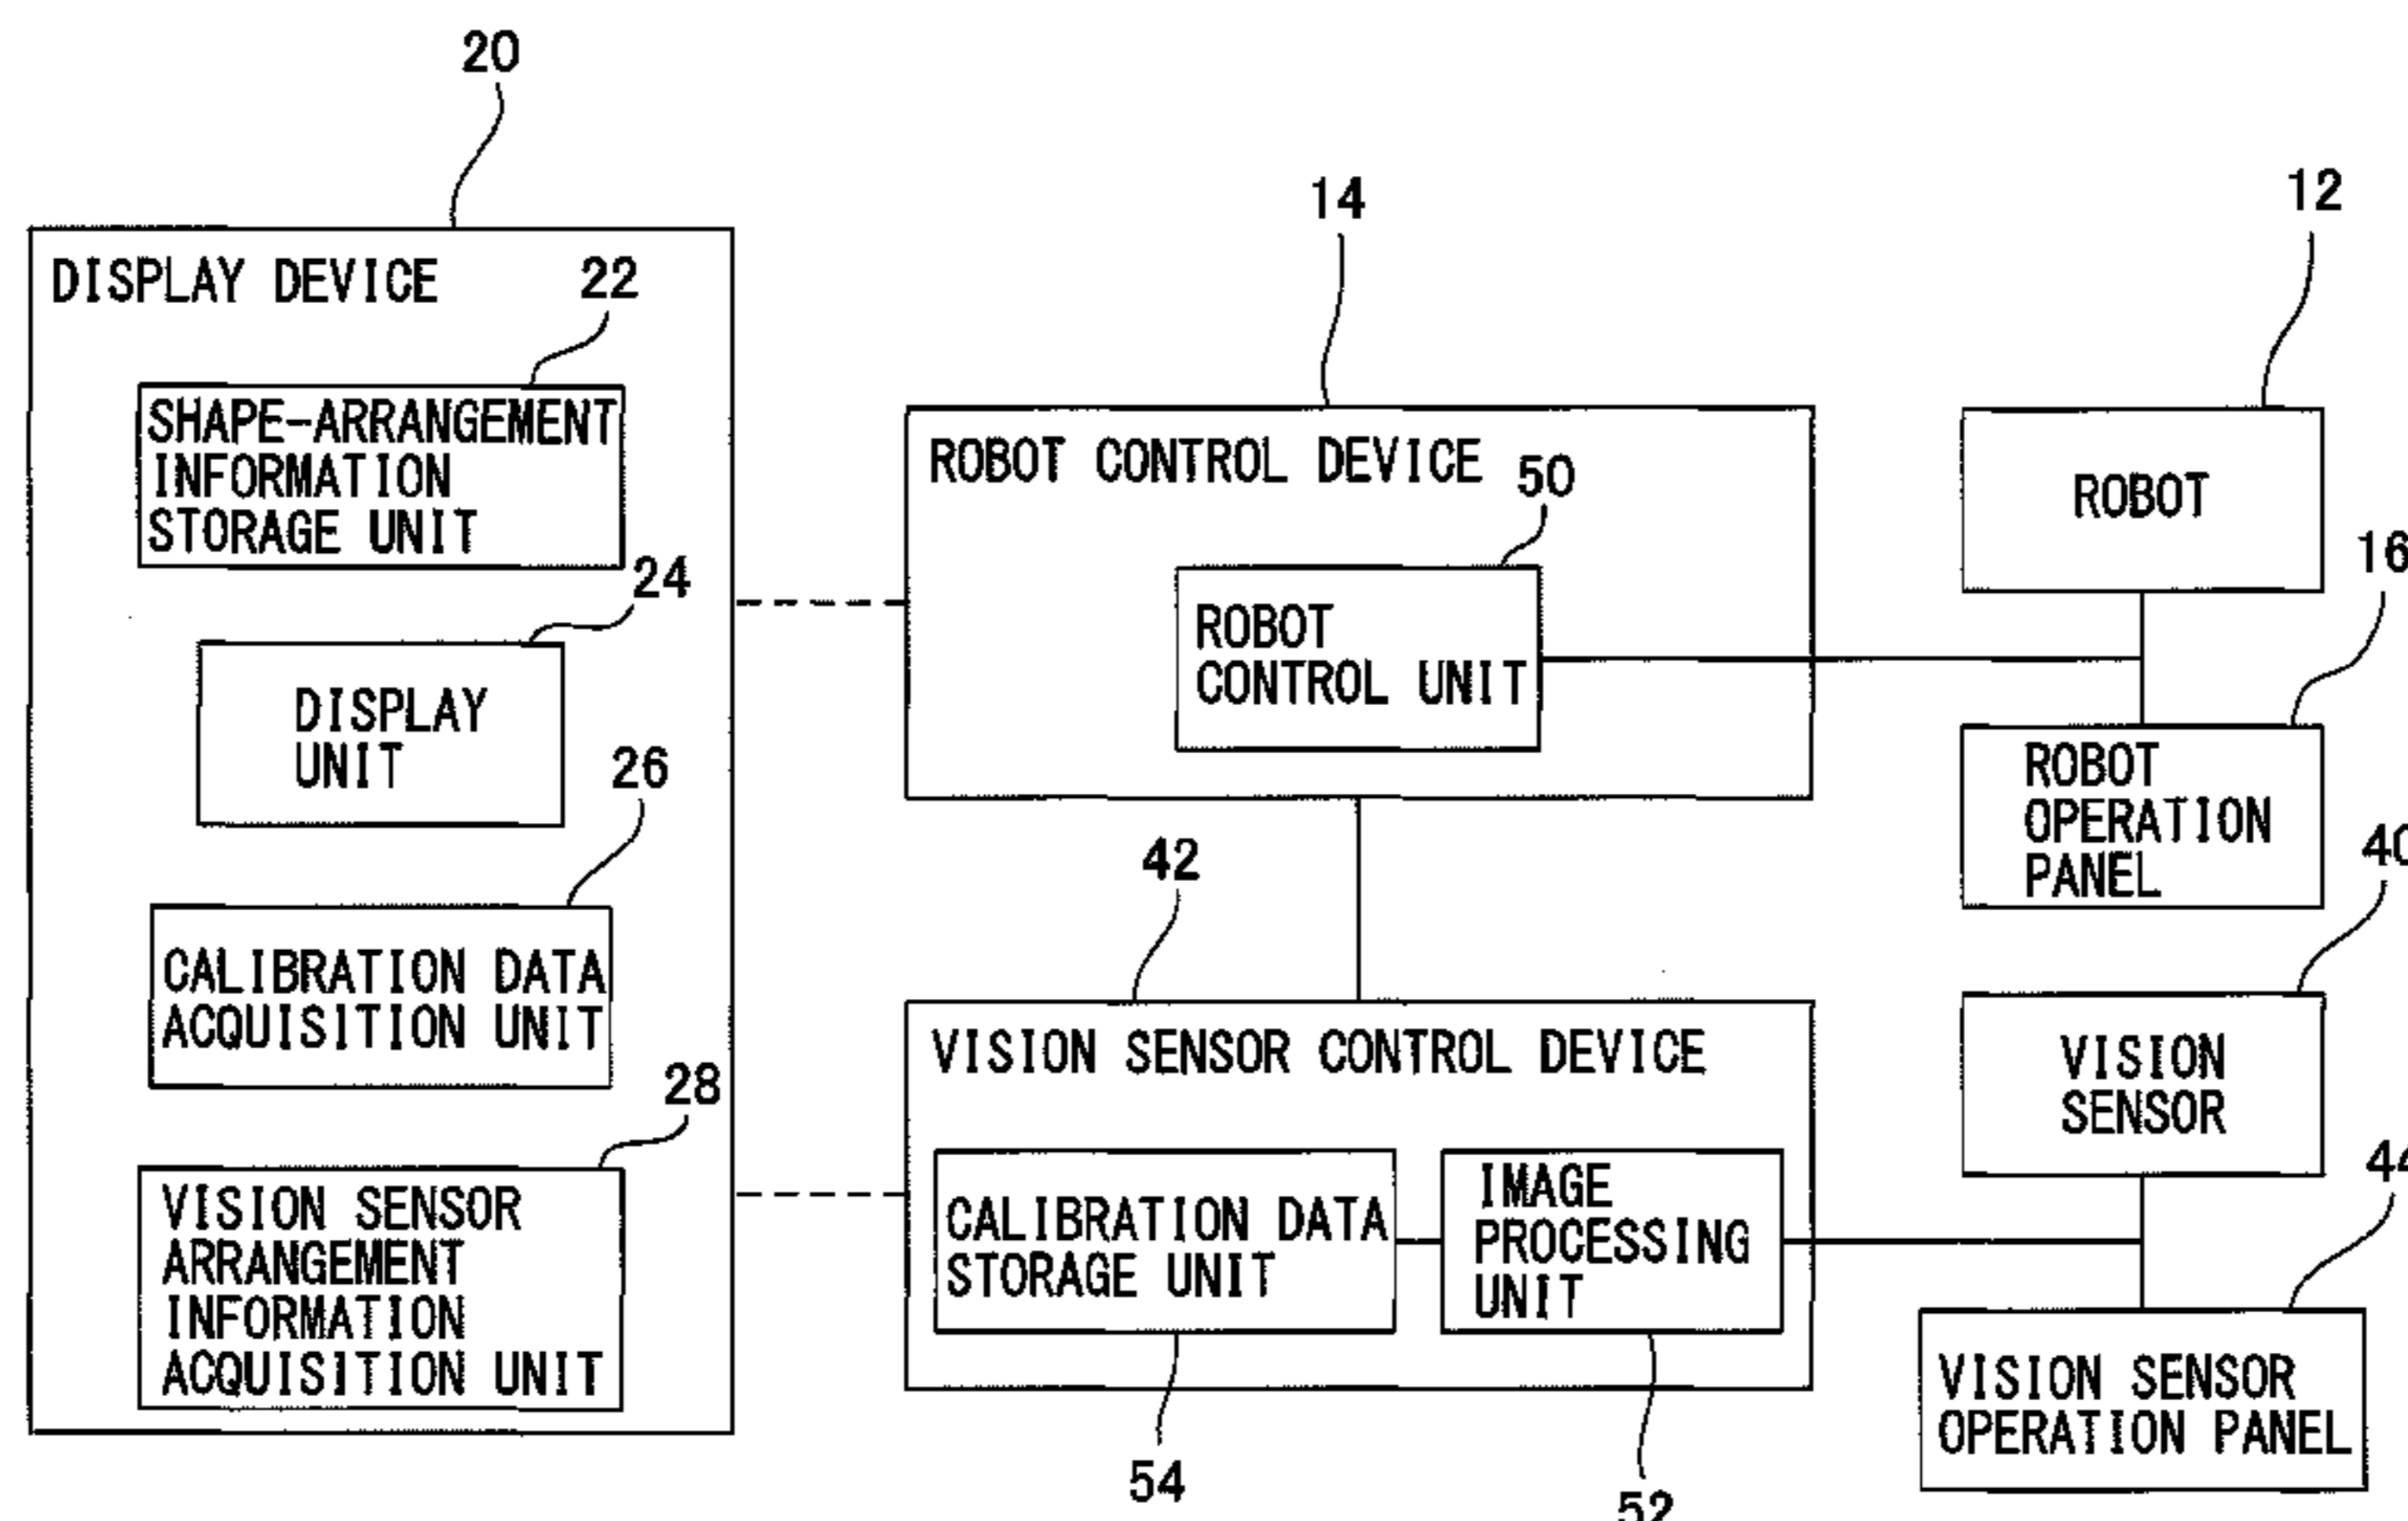 20
DISPLAY DEVICE
22
SHAPE-ARRANGEMENT
INFORMATION
STORAGE UNIT
24
DISPLAY
UNIT
26
CALIBRATION DATA
ACQUISITION UNIT
28
VISION SENSOR
ARRANGEMENT
INFORMATION
ACQUISITION UNIT
14
ROBOT CONTROL DEVICE
50
ROBOT
CONTROL UNIT
12
ROBOT
16
ROBOT
OPERATION
PANEL
42
VISION SENSOR CONTROL DEVICE
CALIBRATION DATA
STORAGE UNIT
54
IMAGE
PROCESSING
UNIT
52
40
VISION
SENSOR
44
VISION SENSOR
OPERATION PANEL